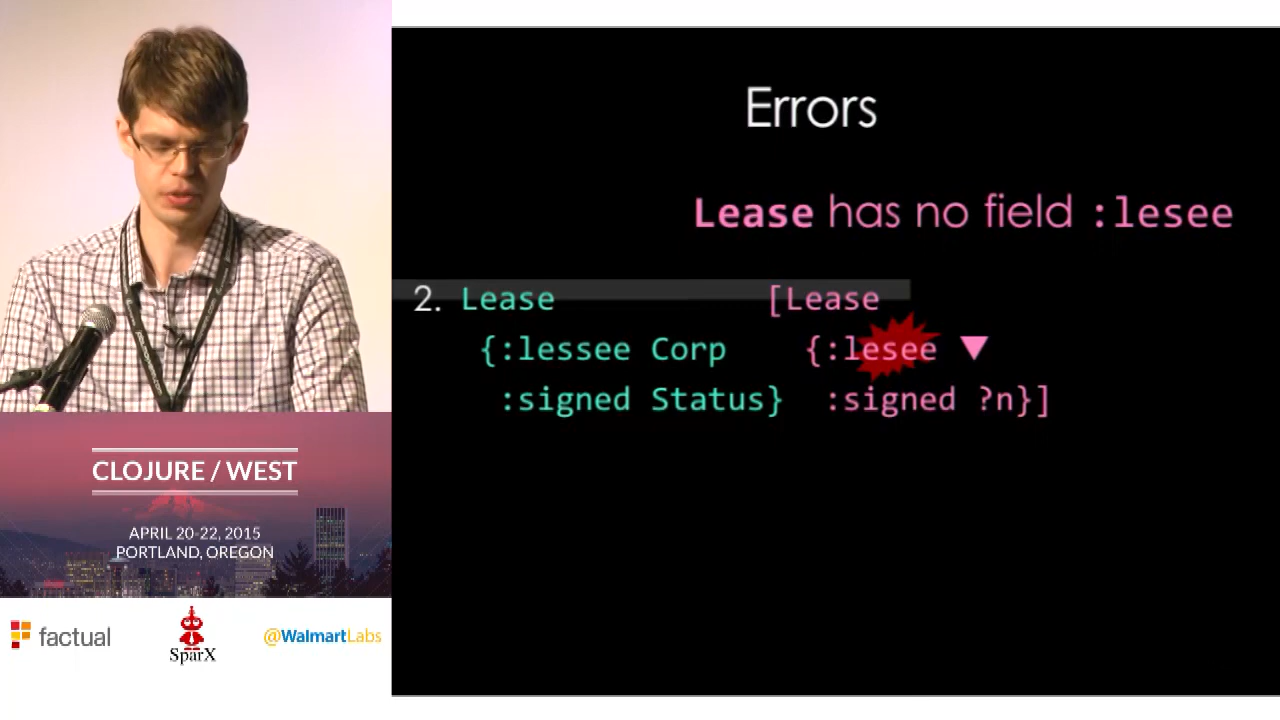 Errors
Lease has no field :lesee
2. Lease [Lease
{:lessee Corp {:lesee ▼
:signed Status} :signed ?n}]
CLOJURE / WEST
APRIL 20-22, 2015
PORTLAND, OREGON
factual
SparX
@WalmartLabs